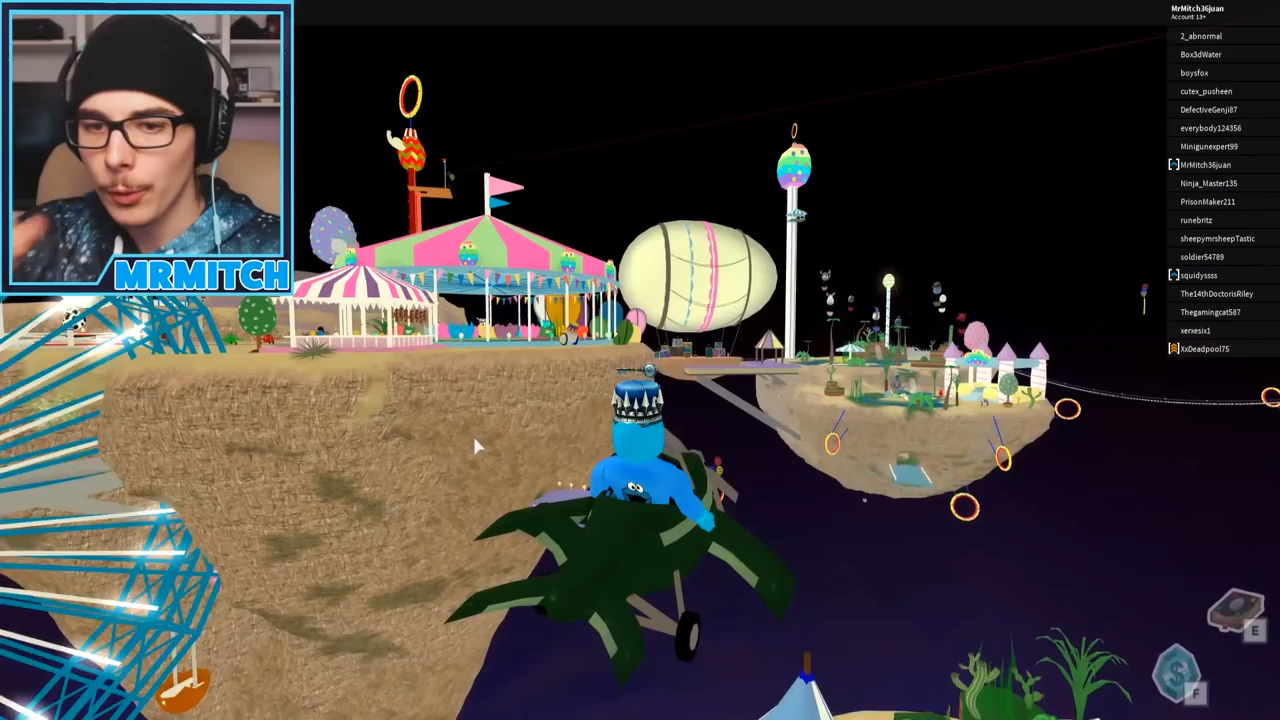 MRMITCH
MrMitch36juan
Account: 13+
2_abnormal
Box3dWater
boysfox
cutex_pusheen
DefectiveGenji87
everybody124356
Minigunexpert99
MrMitch36juan
Ninja_Master135
PrisonMaker211
runebritz
sheepymrsheepTastic
soldier54789
squidyssss
The14thDoctorisRiley
Thegamingcat587
xerxesix1
XxDeadpool75
E
F